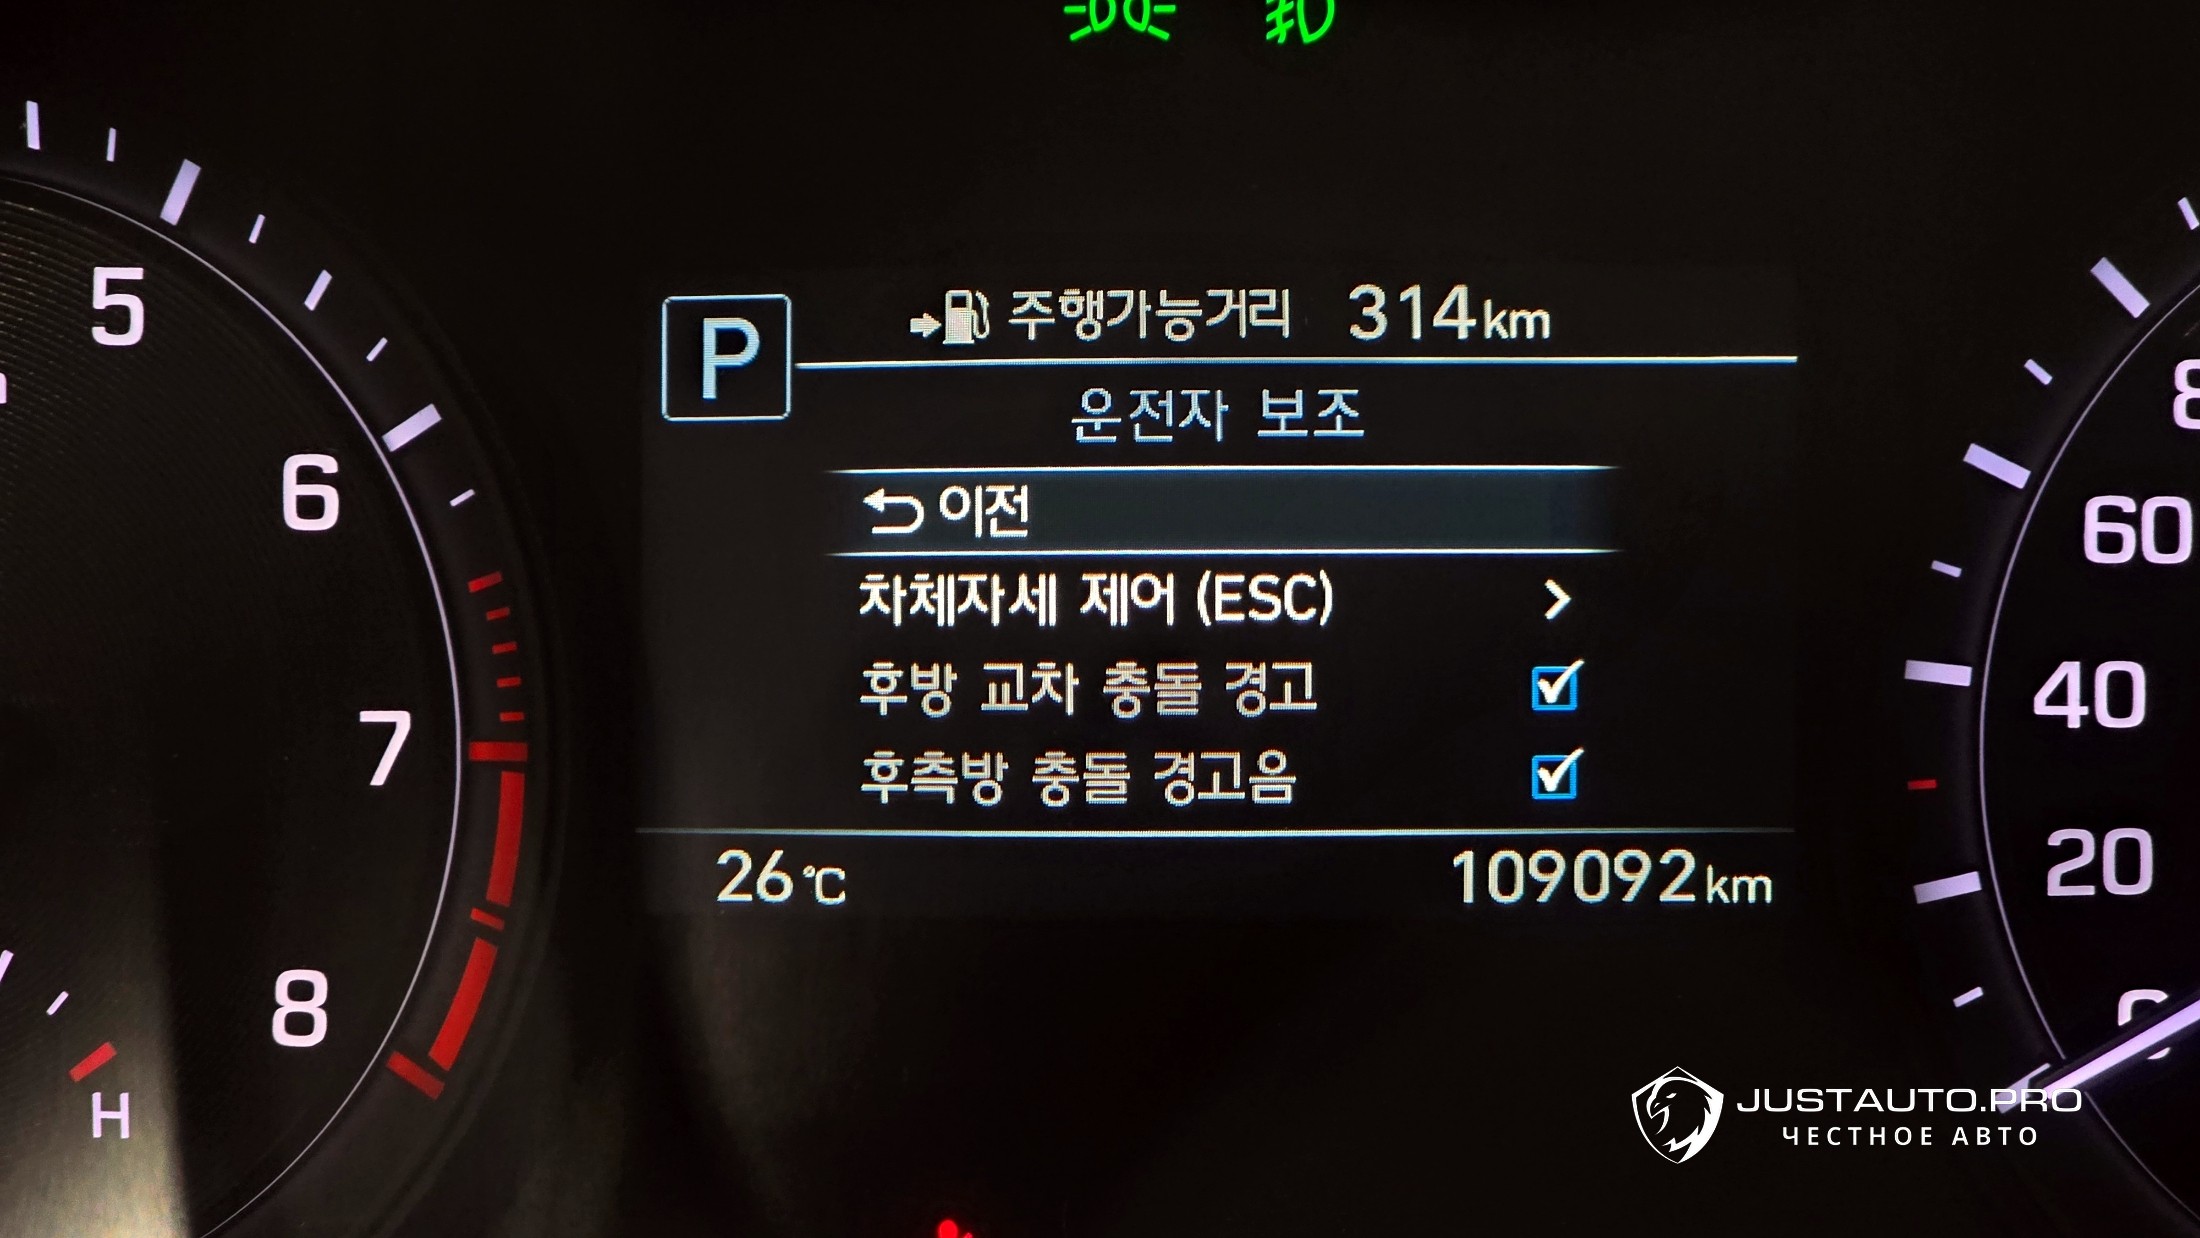 주행가능거리 314km
P
운전자 보조
이전
차체자세 제어 (ESC)
후방 교차 충돌 경고
후측방 충돌 경고음
26℃
109092km
5
6
7
8
H
60
40
20
JUSTAUTO.PRO
ЧЕСТНОЕ АВТО